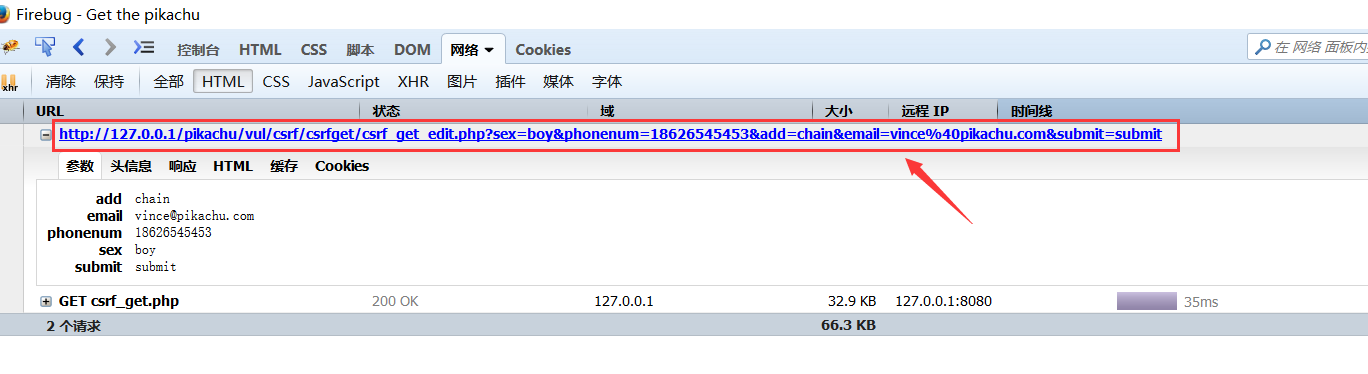 Firebug - Get the pikachu
控制台 HTML CSS 脚本 DOM 网络 Cookies 在 网络 面板内
xhr 清除 保持 全部 HTML CSS JavaScript XHR 图片 插件 媒体 字体
URL 状态 域 大小 远程 IP 时间线
http://127.0.0.1/pikachu/vul/csrf/csrfget/csrf_get_edit.php?sex=boy&phonenum=18626545453&add=chain&email=vince%40pikachu.com&submit=submit
参数 头信息 响应 HTML 缓存 Cookies
add chain
email vince@pikachu.com
phonenum 18626545453
sex boy
submit submit
GET csrf_get.php 200 OK 127.0.0.1 32.9 KB 127.0.0.1:8080 35ms
2 个请求 66.3 KB